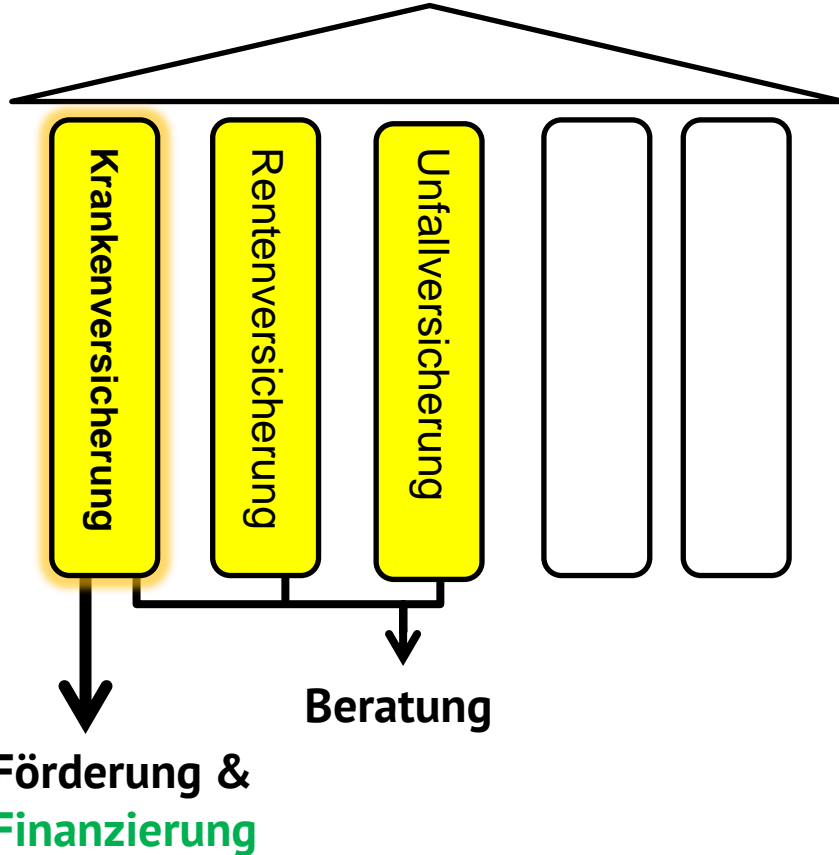 Krankenversicherung
Rentenversicherung
Unfallversicherung
Beratung
Förderung &
Finanzierung